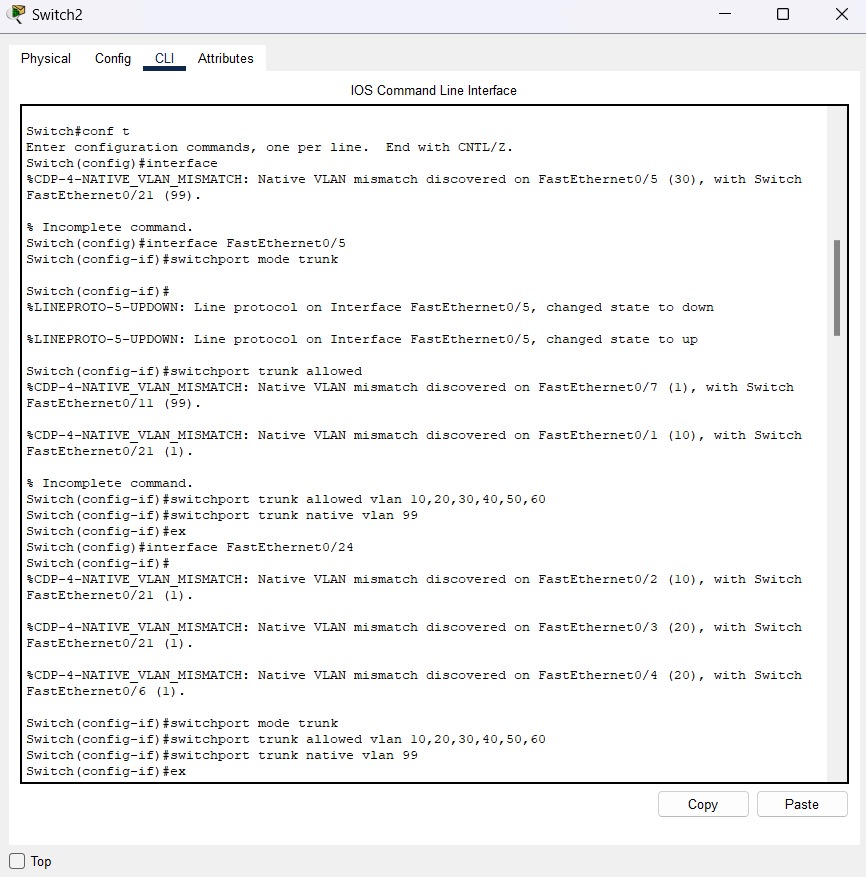 Switch2
Physical Config CLI Attributes
IOS Command Line Interface
Switch#conf t
Enter configuration commands, one per line.  End with CNTL/Z.
Switch(config)#interface
%CDP-4-NATIVE_VLAN_MISMATCH: Native VLAN mismatch discovered on FastEthernet0/5 (30), with Switch
FastEthernet0/21 (99).
% Incomplete command.
Switch(config)#interface FastEthernet0/5
Switch(config-if)#switchport mode trunk
Switch(config-if)#
%LINEPROTO-5-UPDOWN: Line protocol on Interface FastEthernet0/5, changed state to down
%LINEPROTO-5-UPDOWN: Line protocol on Interface FastEthernet0/5, changed state to up
Switch(config-if)#switchport trunk allowed
%CDP-4-NATIVE_VLAN_MISMATCH: Native VLAN mismatch discovered on FastEthernet0/7 (1), with Switch
FastEthernet0/11 (99).
%CDP-4-NATIVE_VLAN_MISMATCH: Native VLAN mismatch discovered on FastEthernet0/1 (10), with Switch
FastEthernet0/21 (1).
% Incomplete command.
Switch(config-if)#switchport trunk allowed vlan 10,20,30,40,50,60
Switch(config-if)#switchport trunk native vlan 99
Switch(config-if)#ex
Switch(config)#interface FastEthernet0/24
Switch(config-if)#
%CDP-4-NATIVE_VLAN_MISMATCH: Native VLAN mismatch discovered on FastEthernet0/2 (10), with Switch
FastEthernet0/21 (1).
%CDP-4-NATIVE_VLAN_MISMATCH: Native VLAN mismatch discovered on FastEthernet0/3 (20), with Switch
FastEthernet0/21 (1).
%CDP-4-NATIVE_VLAN_MISMATCH: Native VLAN mismatch discovered on FastEthernet0/4 (20), with Switch
FastEthernet0/6 (1).
Switch(config-if)#switchport mode trunk
Switch(config-if)#switchport trunk allowed vlan 10,20,30,40,50,60
Switch(config-if)#switchport trunk native vlan 99
Switch(config-if)#ex
Copy Paste
Top